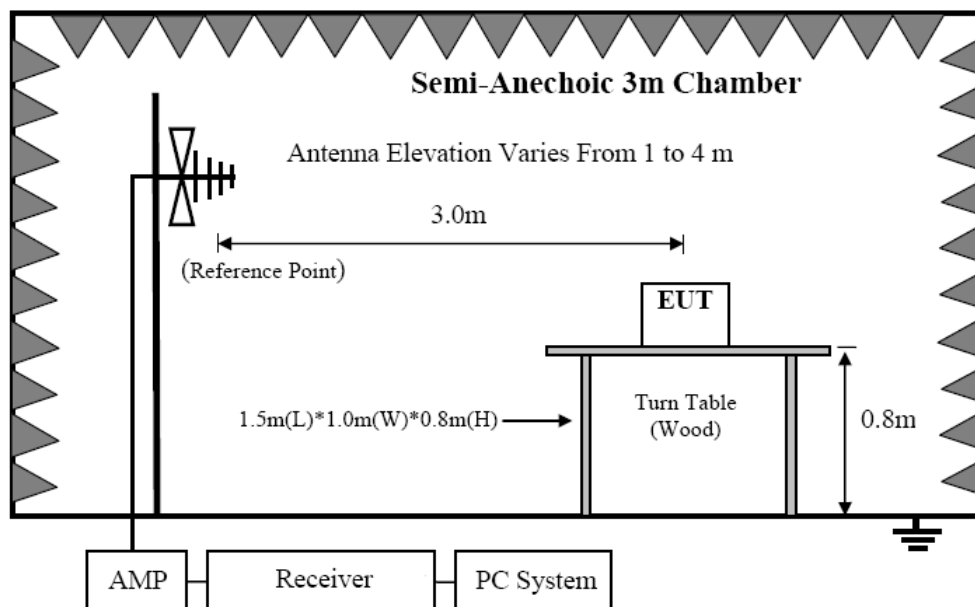 Semi-Anechoic 3m Chamber
Antenna Elevation Varies From 1 to 4 m
3.0m
(Reference Point)
EUT
1.5m(L)*1.0m(W)*0.8m(H)
Turn Table
(Wood)
0.8m
AMP
Receiver
PC System